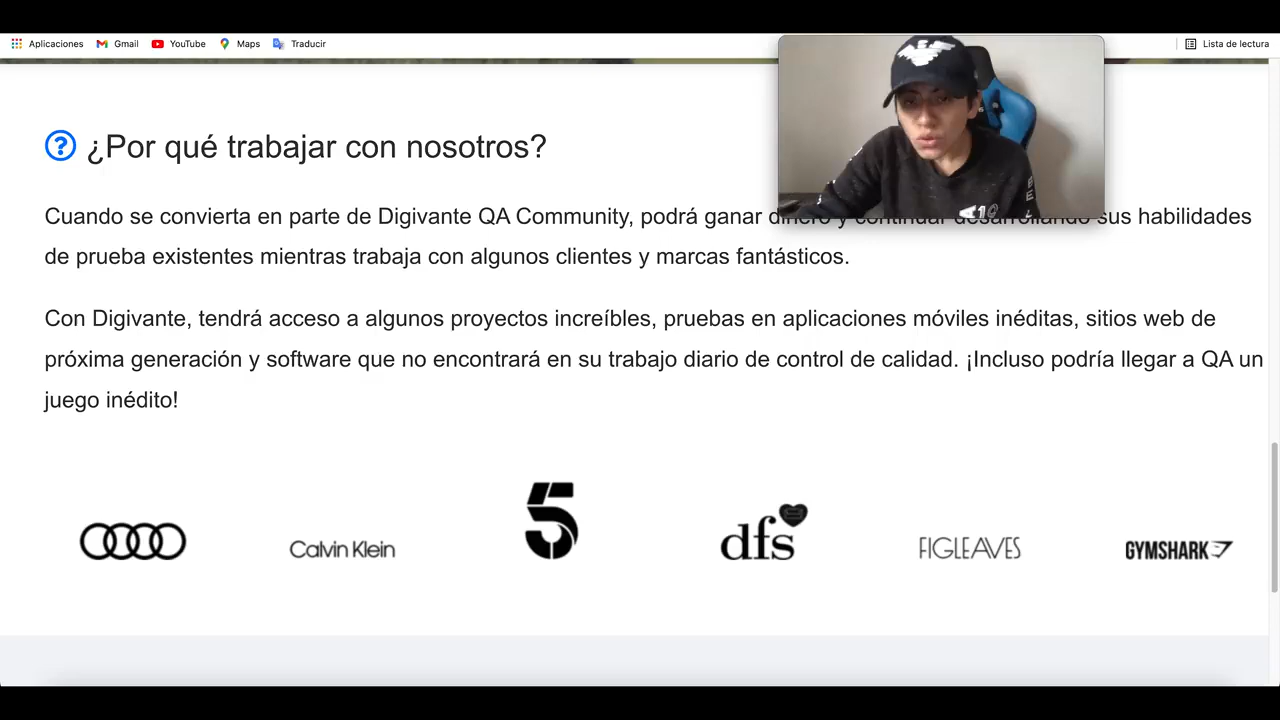 Aplicaciones Gmail YouTube Maps Traducir Lista de lectura
¿Por qué trabajar con nosotros?
Cuando se convierta en parte de Digivante QA Community, podrá ganar dinero y continuar desarrollando sus habilidades
de prueba existentes mientras trabaja con algunos clientes y marcas fantásticos.
Con Digivante, tendrá acceso a algunos proyectos increíbles, pruebas en aplicaciones móviles inéditas, sitios web de
próxima generación y software que no encontrará en su trabajo diario de control de calidad. ¡Incluso podría llegar a QA un
juego inédito!
5 dfs
Calvin Klein FIGLEAVES GYMSHARK